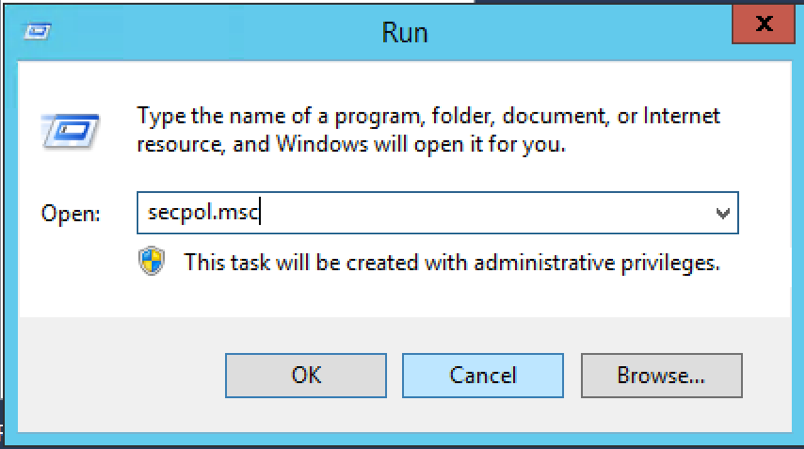 Run
X
Type the name of a program, folder, document, or Internet
resource, and Windows will open it for you.
Open: secpol.msc
This task will be created with administrative privileges.
OK Cancel Browse...